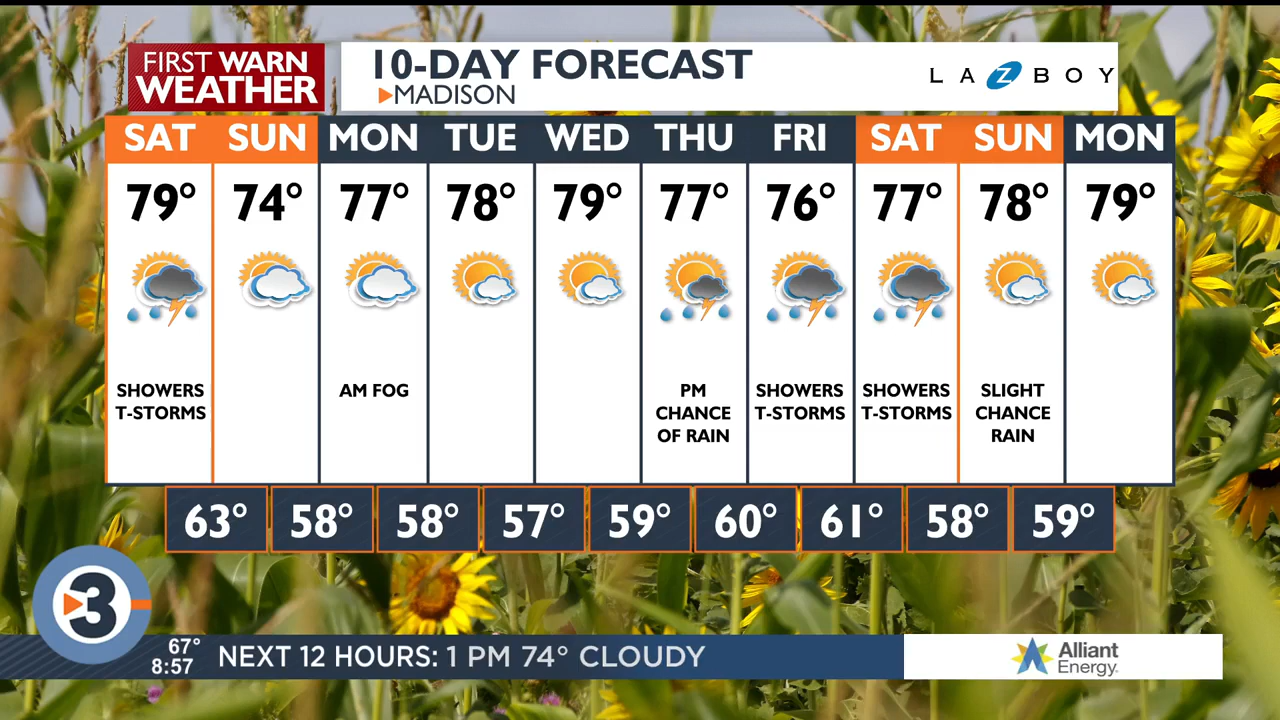 FIRST WARN
WEATHER
10-DAY FORECAST
MADISON
LA Z BOY
SAT SUN MON TUE WED THU FRI SAT SUN MON
79° 74° 77° 78° 79° 77° 76° 77° 78° 79°
SHOWERS
T-STORMS
AM FOG
PM
CHANCE
OF RAIN
SHOWERS
T-STORMS
SHOWERS
T-STORMS
SLIGHT
CHANCE
RAIN
63° 58° 58° 57° 59° 60° 61° 58° 59°
3
67°
8:57
NEXT 12 HOURS: 1 PM 74° CLOUDY
Alliant
Energy.